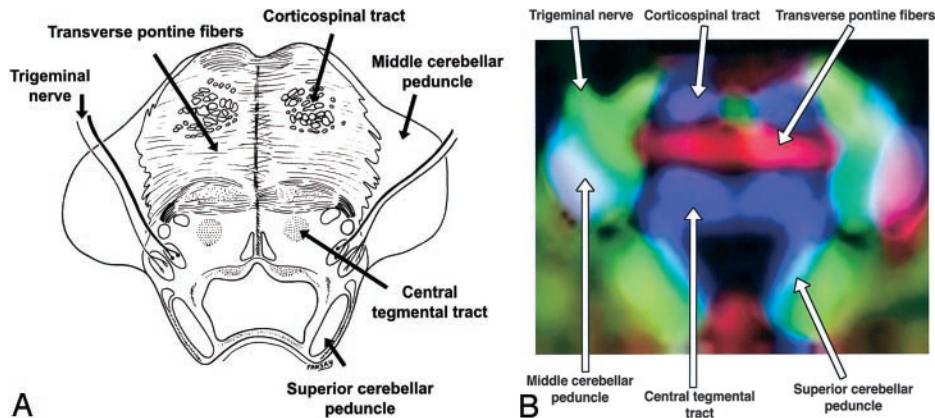 Transverse pontine fibers
Corticospinal tract
Trigeminal
nerve
Middle cerebellar
peduncle
Central
tegmental tract
Superior cerebellar
peduncle
A
Trigeminal nerve
Corticospinal tract
Transverse pontine fibers
Middle cerebellar
peduncle
Central tegmental
tract
Superior cerebellar
peduncle
B